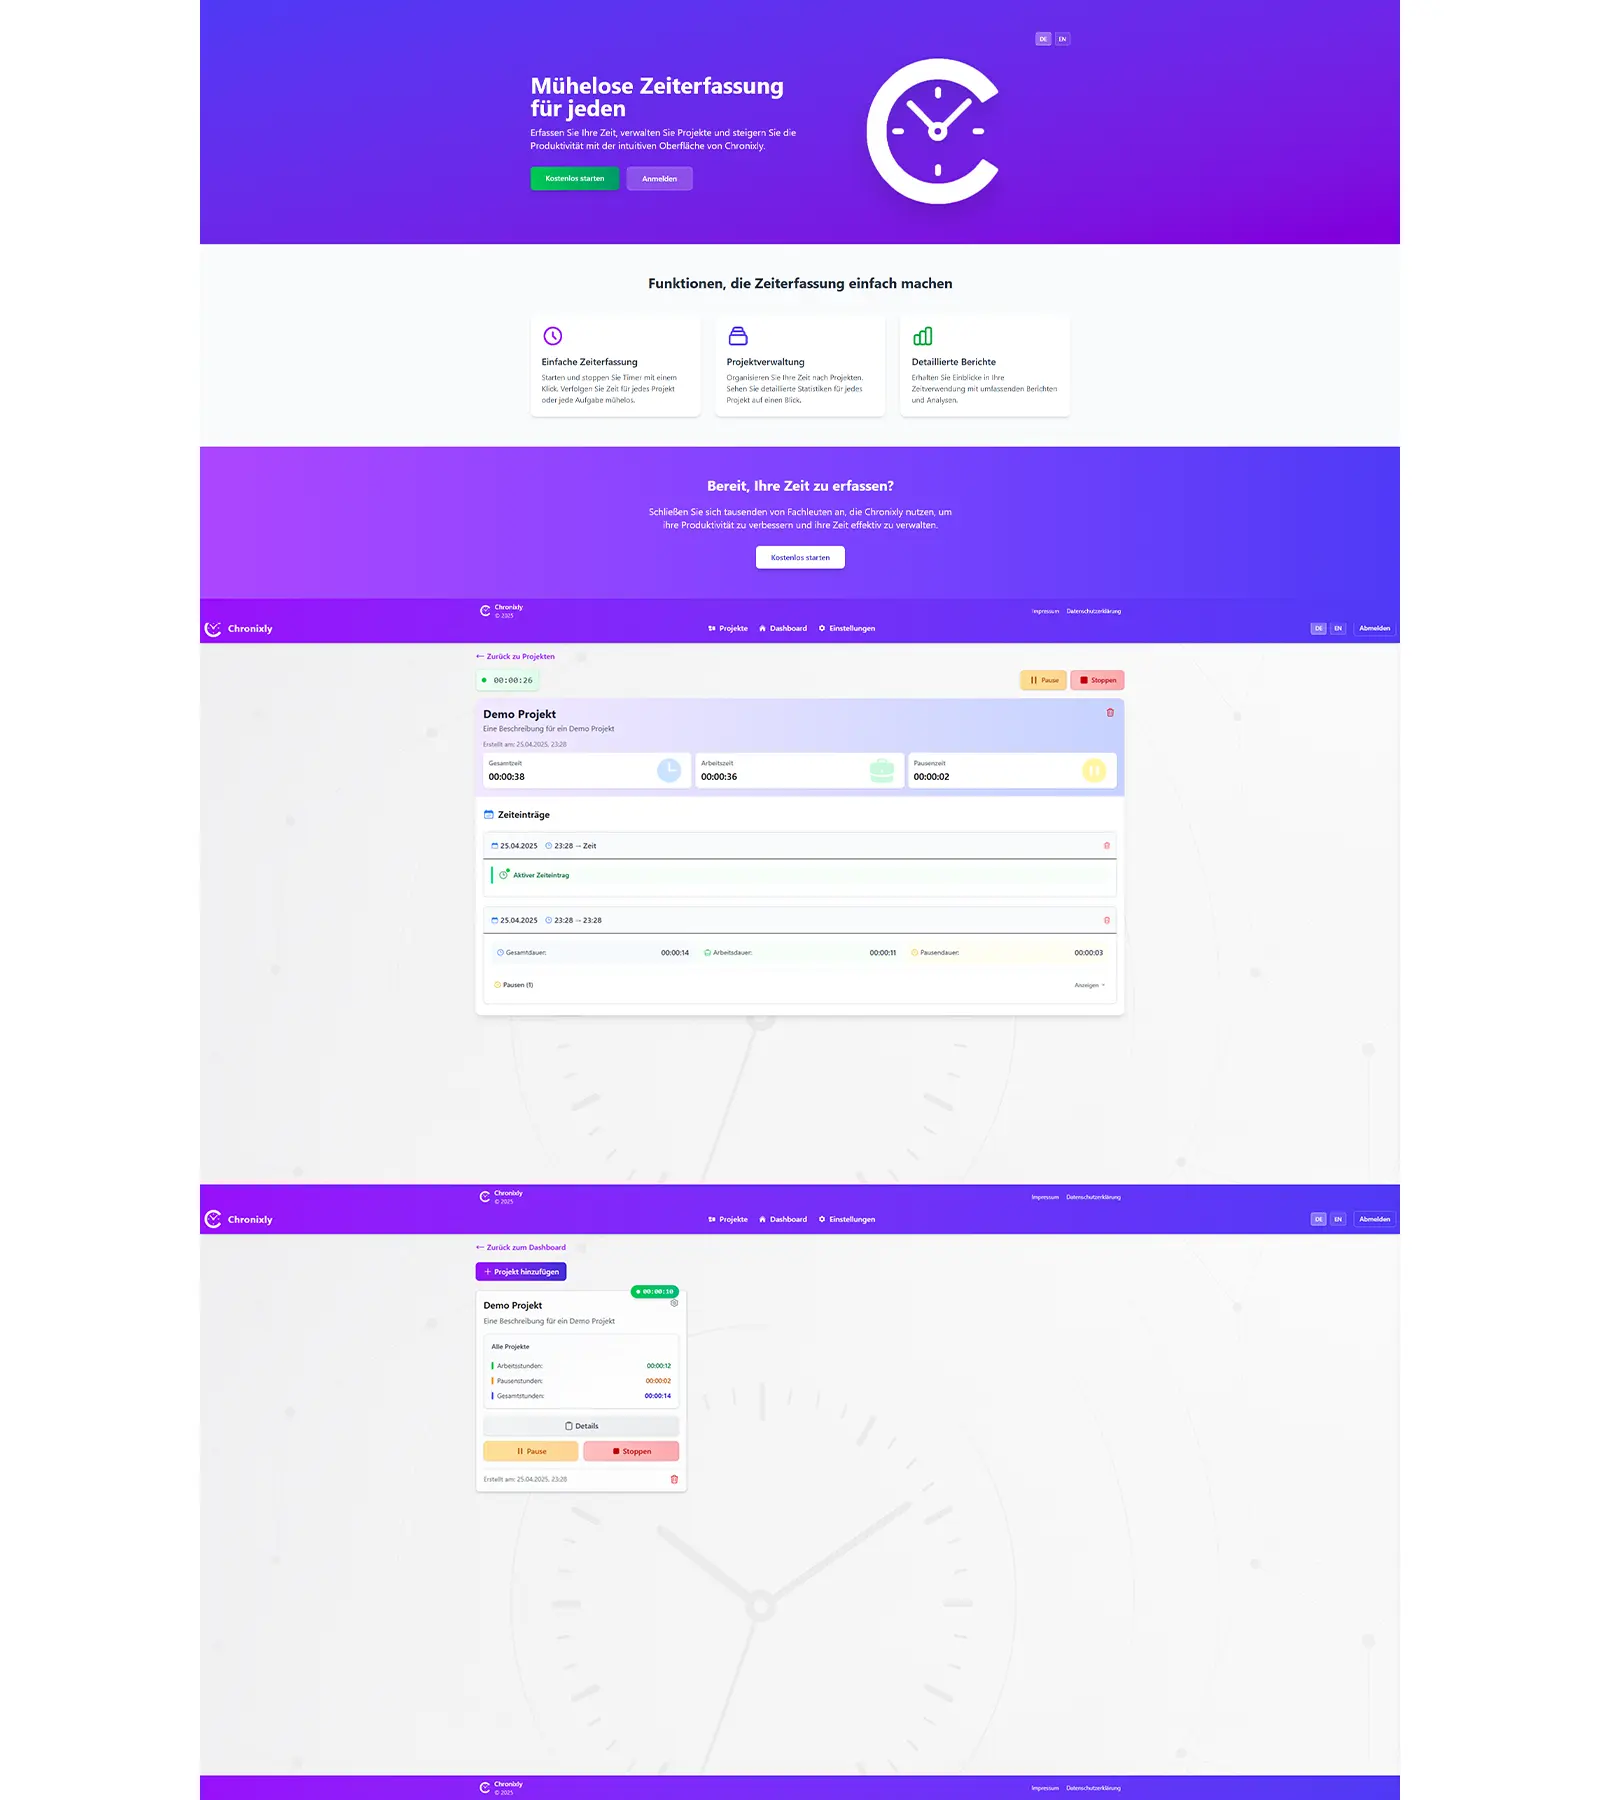 DE EN
Mühelose Zeiterfassung
für jeden
Erfassen Sie Ihre Zeit, verwalten Sie Projekte und steigern Sie die
Produktivität mit der intuitiven Oberfläche von Chronixly.
Kostenlos starten Anmelden
Funktionen, die Zeiterfassung einfach machen
Einfache Zeiterfassung
Starten und stoppen Sie Timer mit einem
Klick. Verfolgen Sie Zeit für jedes Projekt
oder jede Aufgabe mühelos.
Projektverwaltung
Organisieren Sie Ihre Zeit nach Projekten.
Sehen Sie detaillierte Statistiken für jedes
Projekt auf einen Blick.
Detaillierte Berichte
Erhalten Sie Einblicke in Ihre
Zeitverwendung mit umfassenden Berichten
und Analysen.
Bereit, Ihre Zeit zu erfassen?
Schließen Sie sich tausenden von Fachleuten an, die Chronixly nutzen, um
ihre Produktivität zu verbessern und ihre Zeit effektiv zu verwalten.
Kostenlos starten
Chronixly
© 2025
Impressum Datenschutzerklärung
Chronixly
Projekte Dashboard Einstellungen
DE EN Abmelden
← Zurück zu Projekten
00:00:26
Pause Stoppen
Demo Projekt
Eine Beschreibung für ein Demo Projekt
Erstellt am: 25.04.2025, 23:28
Gesamtzeit
00:00:38
Arbeitszeit
00:00:36
Pausenzeit
00:00:02
Zeiteinträge
25.04.2025 23:28 → Zeit
Aktiver Zeiteintrag
25.04.2025 23:28 → 23:28
Gesamtdauer: 00:00:14 Arbeitsdauer: 00:00:11 Pausendauer: 00:00:03
Pausen (1) Anzeigen
Chronixly
© 2025
Impressum Datenschutzerklärung
Chronixly
Projekte Dashboard Einstellungen
DE EN Abmelden
← Zurück zum Dashboard
+ Projekt hinzufügen
00:00:10
Demo Projekt
Eine Beschreibung für ein Demo Projekt
Alle Projekte
Arbeitsstunden: 00:00:12
Pausenstunden: 00:00:02
Gesamtstunden: 00:00:14
Details
Pause Stoppen
Erstellt am: 25.04.2025, 23:28
Chronixly
© 2025
Impressum Datenschutzerklärung